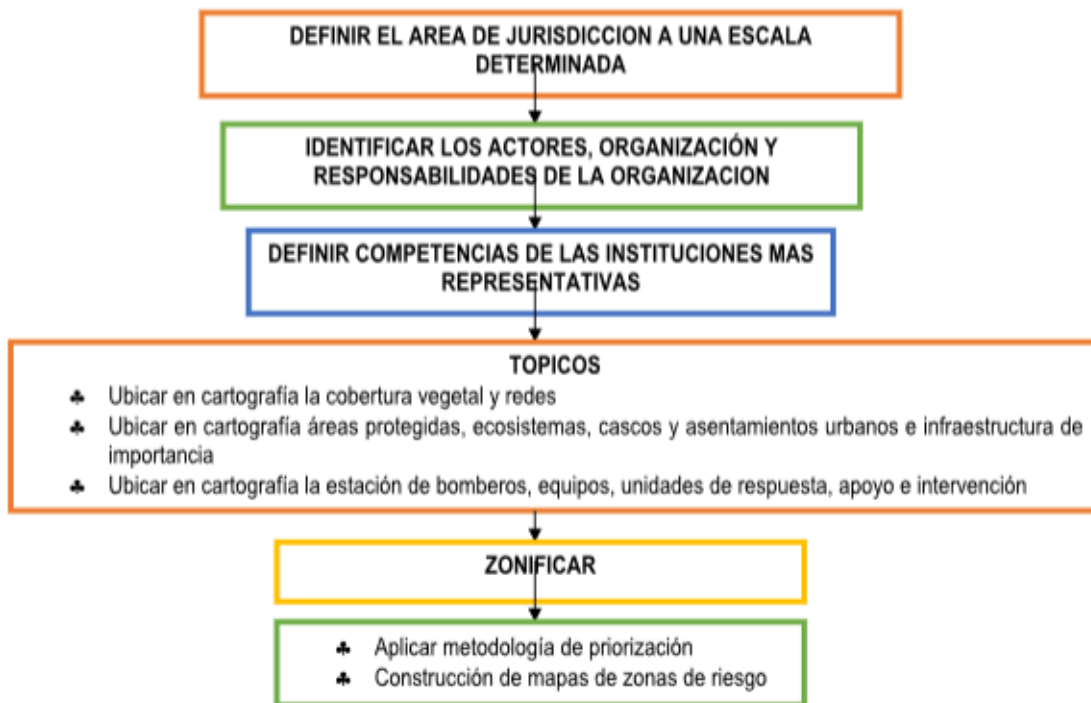 DEFINIR EL AREA DE JURISDICCION A UNA ESCALA
DETERMINADA
IDENTIFICAR LOS ACTORES, ORGANIZACIÓN Y
RESPONSABILIDADES DE LA ORGANIZACION
DEFINIR COMPETENCIAS DE LAS INSTITUCIONES MAS
REPRESENTATIVAS
TOPICOS
♣ Ubicar en cartografía la cobertura vegetal y redes
♣ Ubicar en cartografía áreas protegidas, ecosistemas, cascos y asentamientos urbanos e infraestructura de
importancia
♣ Ubicar en cartografía la estación de bomberos, equipos, unidades de respuesta, apoyo e intervención
ZONIFICAR
♣ Aplicar metodología de priorización
♣ Construcción de mapas de zonas de riesgo